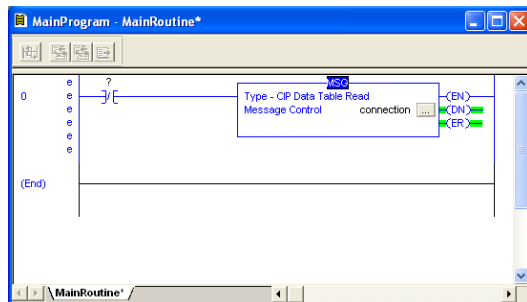 MainProgram - MainRoutine*
e
?
MSG
0
e
Type - CIP Data Table Read
(EN)
e
Message Control
connection
...
(DN)
e
(ER)
e
e
(End)
MainRoutine*